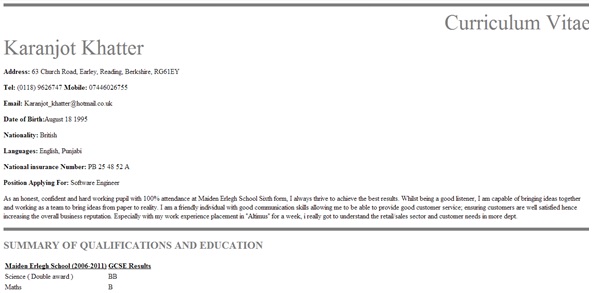 Curriculum Vitae
Karanjot Khatter
Address: 63 Church Road, Earley, Reading, Berkshire, RG61EY
Tel: (0118) 9626747 Mobile: 07446026755
Email: Karanjot_khatter@hotmail.co.uk
Date of Birth:August 18 1995
Nationality: British
Languages: English, Punjabi
National insurance Number: PB 25 48 52 A
Position Applying For: Software Engineer
As an honest, confident and hard working pupil with 100% attendance at Maiden Erlegh School Sixth form, I always thrive to achieve the best results. Whilst being a good listener, I am capable of bringing ideas together
and working as a team to bring ideas from paper to reality. I am a friendly individual with good communication skills allowing me to be able to provide good customer service; ensuring customers are well satisfied hence
increasing the overall business reputation. Especially with my work experience placement in "Altimus" for a week, i really got to understand the retail/sales sector and customer needs in more dept.
SUMMARY OF QUALIFICATIONS AND EDUCATION
Maiden Erlegh School (2006-2011) GCSE Results
Science ( Double award ) BB
Maths B